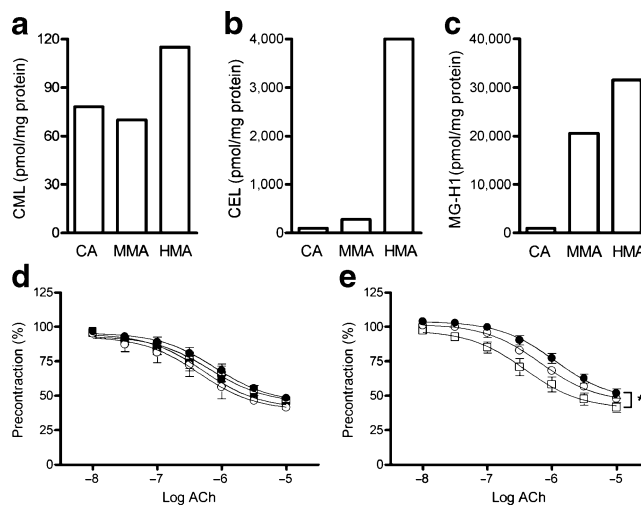 a
CML (pmol/mg protein)
120
90
60
30
0
CA MMA HMA
b
CEL (pmol/mg protein)
4,000
3,000
2,000
1,000
0
CA MMA HMA
c
MG-H1 (pmol/mg protein)
40,000
30,000
20,000
10,000
0
CA MMA HMA
d
Precontraction (%)
125
100
75
50
25
0
–8 –7 –6 –5
Log ACh
e
Precontraction (%)
125
100
75
50
25
0
–8 –7 –6 –5
Log ACh
*